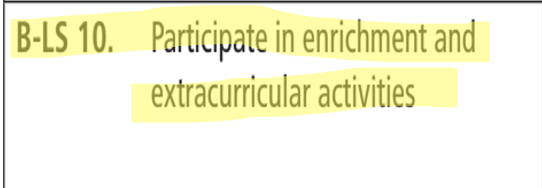 B-LS 10. Participate in enrichment and
extracurricular activities